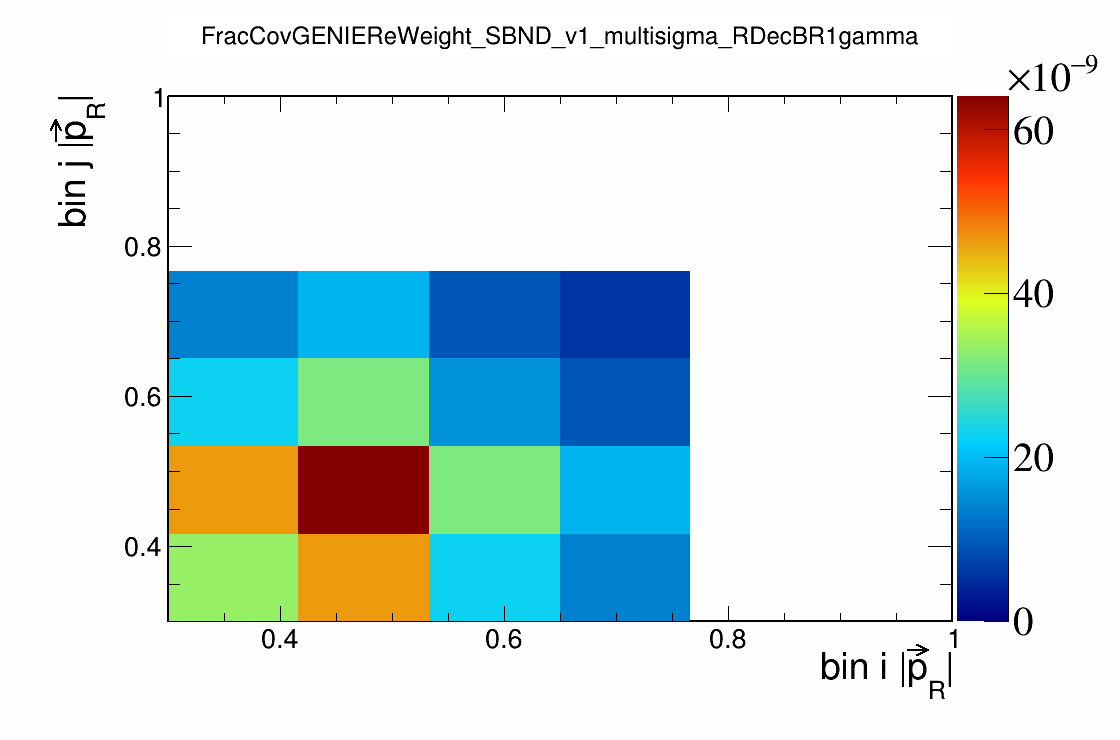 FracCovGENIEReWeight_SBND_v1_multisigma_RDecBR1gamma
×10⁻⁹
bin j |p⃗_R|
1
0.8
0.6
0.4
60
40
20
0
0.4 0.6 0.8 1
bin i |p⃗_R|